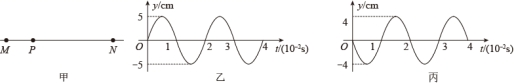 M P N
甲
y/cm
5
O
-5
1 2 3 4 t/(10⁻²s)
乙
y/cm
4
O
-4
1 2 3 4 t/(10⁻²s)
丙